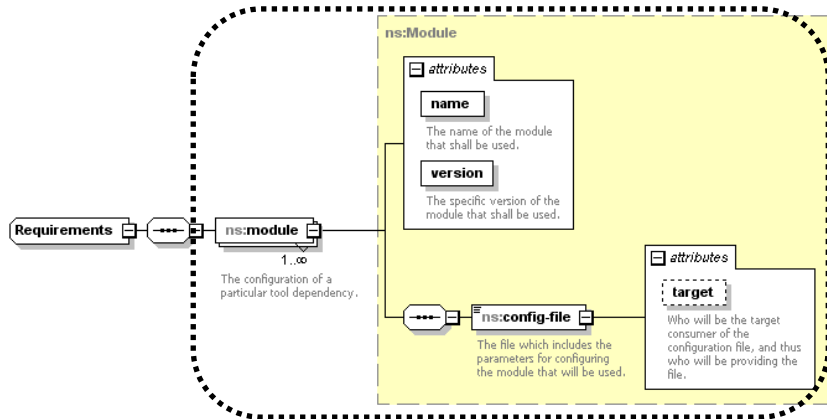 ns:Module
attributes
name
The name of the module
that shall be used.
version
The specific version of the
module that shall be used.
Requirements
ns:module
1..∞
The configuration of a
particular tool dependency.
attributes
target
Who will be the target
consumer of the
configuration file, and thus
who will be providing the
file.
ns:config-file
The file which includes the
parameters for configuring
the module that will be used.